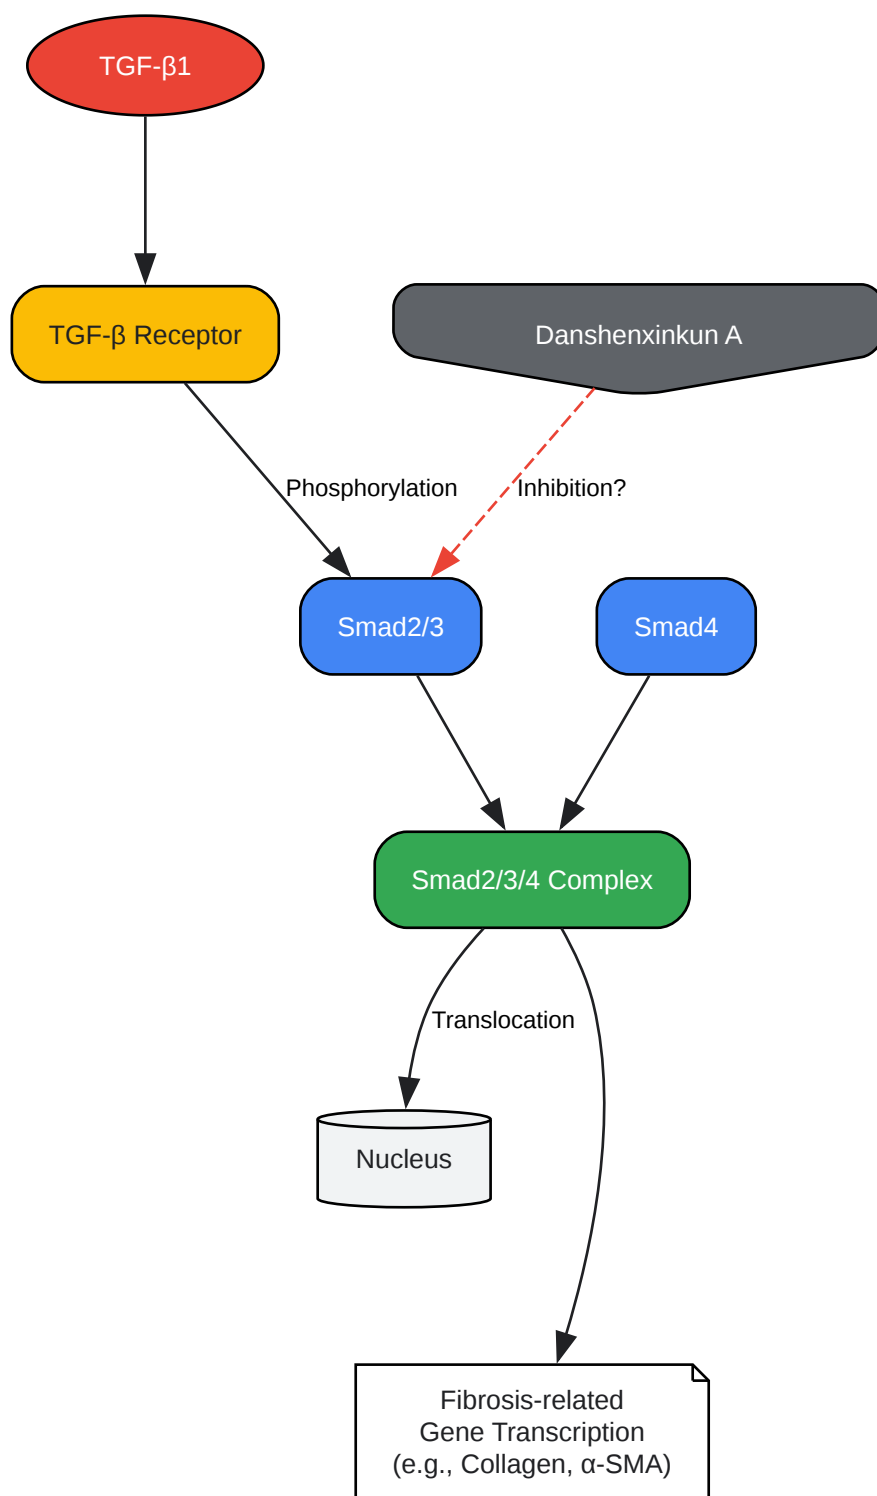 TGF-β1
TGF-β Receptor
Danshenxinkun A
Phosphorylation
Inhibition?
Smad2/3
Smad4
Smad2/3/4 Complex
Translocation
Nucleus
Fibrosis-related
Gene Transcription
(e.g., Collagen, α-SMA)